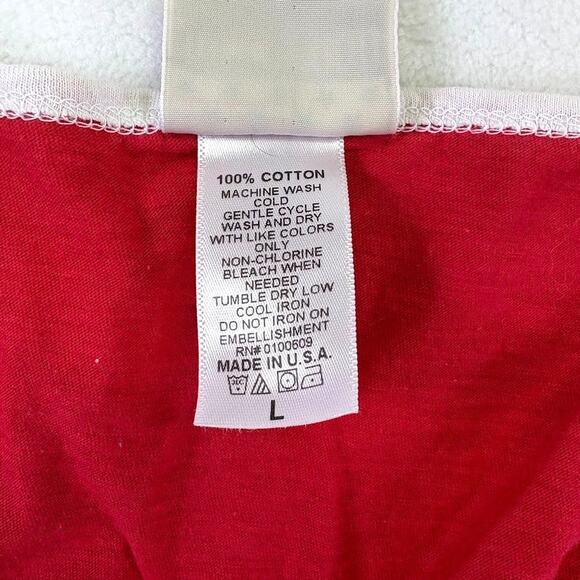 100% COTTON
MACHINE WASH
COLD
GENTLE CYCLE
WASH AND DRY
WITH LIKE COLORS
ONLY
NON-CHLORINE
BLEACH WHEN
NEEDED
TUMBLE DRY LOW
COOL IRON
DO NOT IRON ON
EMBELLISHMENT
RN# 0100609
MADE IN U.S.A.
L